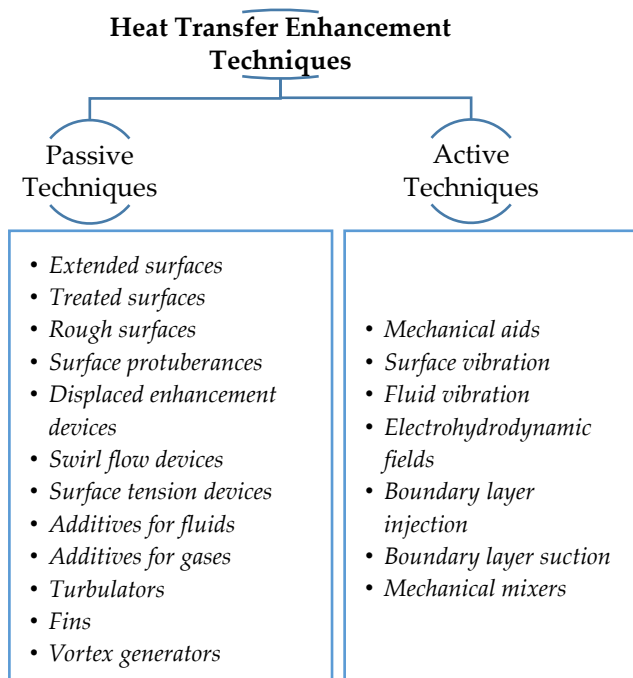 Heat Transfer Enhancement
Techniques
Passive
Techniques
• Extended surfaces
• Treated surfaces
• Rough surfaces
• Surface protuberances
• Displaced enhancement
devices
• Swirl flow devices
• Surface tension devices
• Additives for fluids
• Additives for gases
• Turbulators
• Fins
• Vortex generators
Active
Techniques
• Mechanical aids
• Surface vibration
• Fluid vibration
• Electrohydrodynamic
fields
• Boundary layer
injection
• Boundary layer suction
• Mechanical mixers